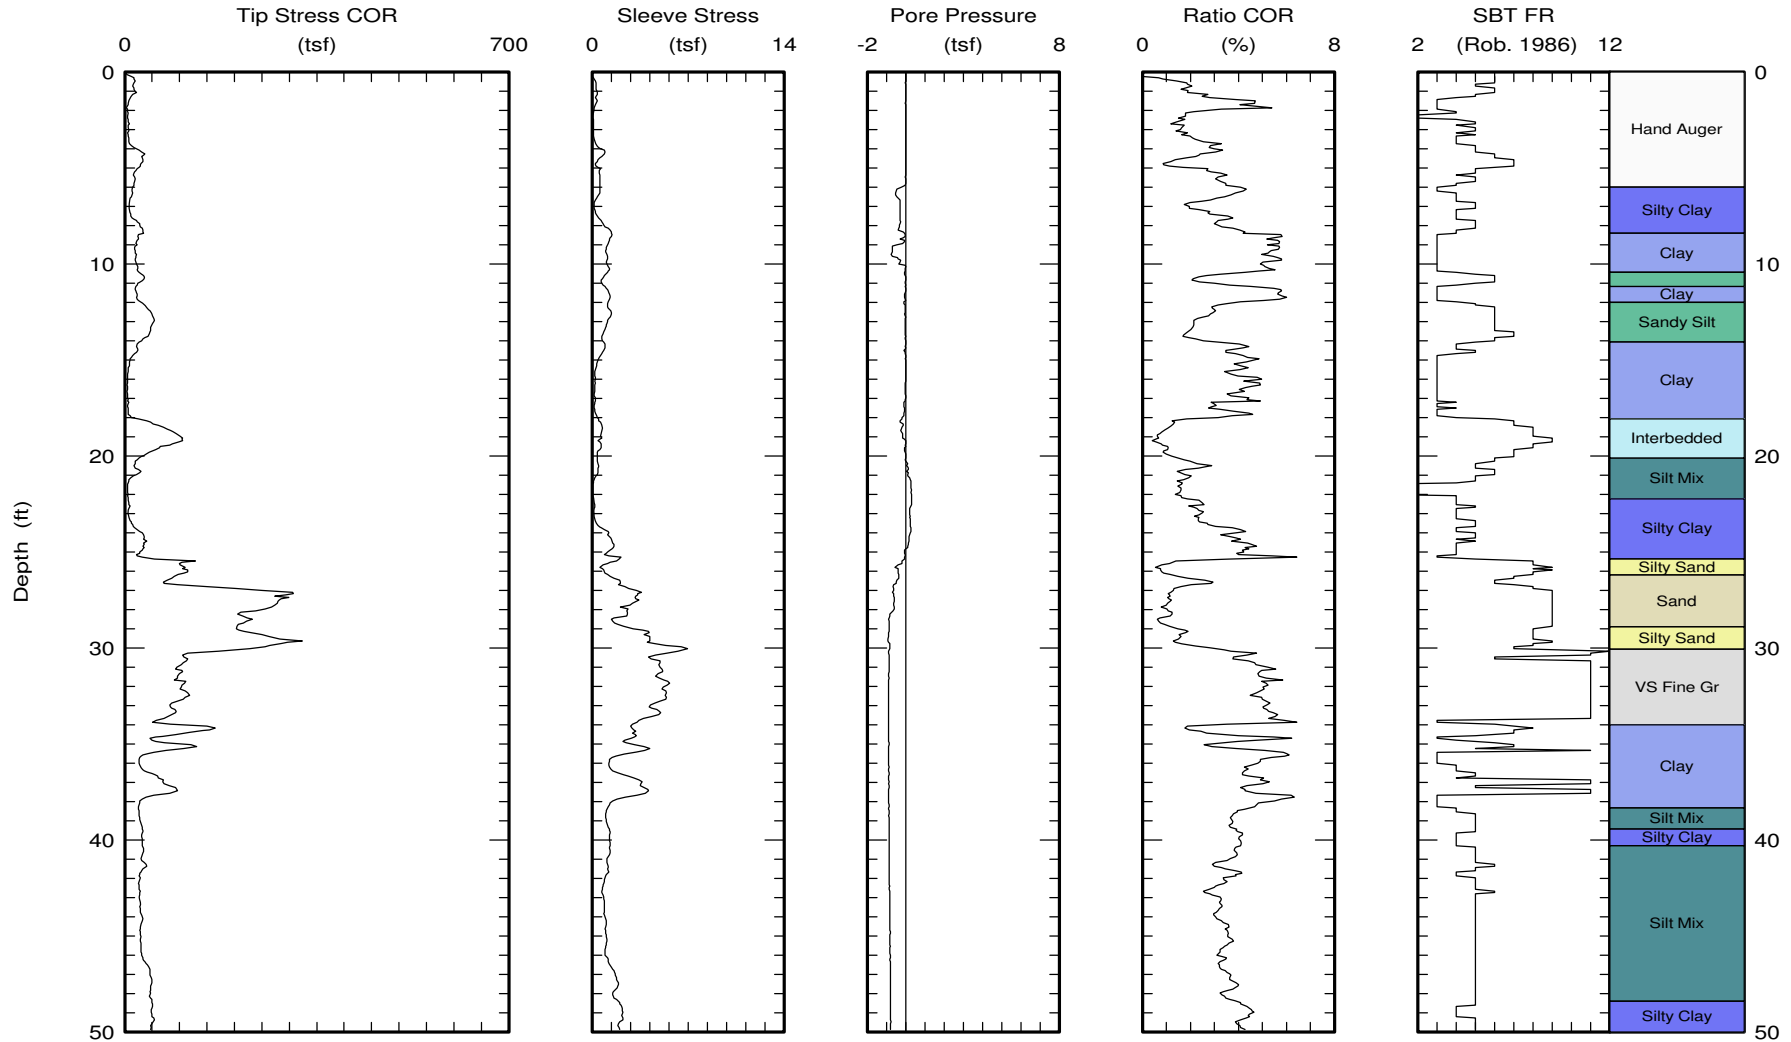 Tip Stress COR Sleeve Stress Pore Pressure Ratio COR SBT FR
0 (tsf) 700 0 (tsf) 14 -2 (tsf) 8 0 (%) 8 2 (Rob. 1986) 12
0 0
Hand Auger
Silty Clay
Clay
10 10
Clay
Sandy Silt
Clay
Interbedded
20 20
Silt Mix
Silty Clay
Silty Sand
Depth (ft)
Sand
Silty Sand
30 30
VS Fine Gr
Clay
Silt Mix
40 Silty Clay 40
Silt Mix
Silty Clay
50 50